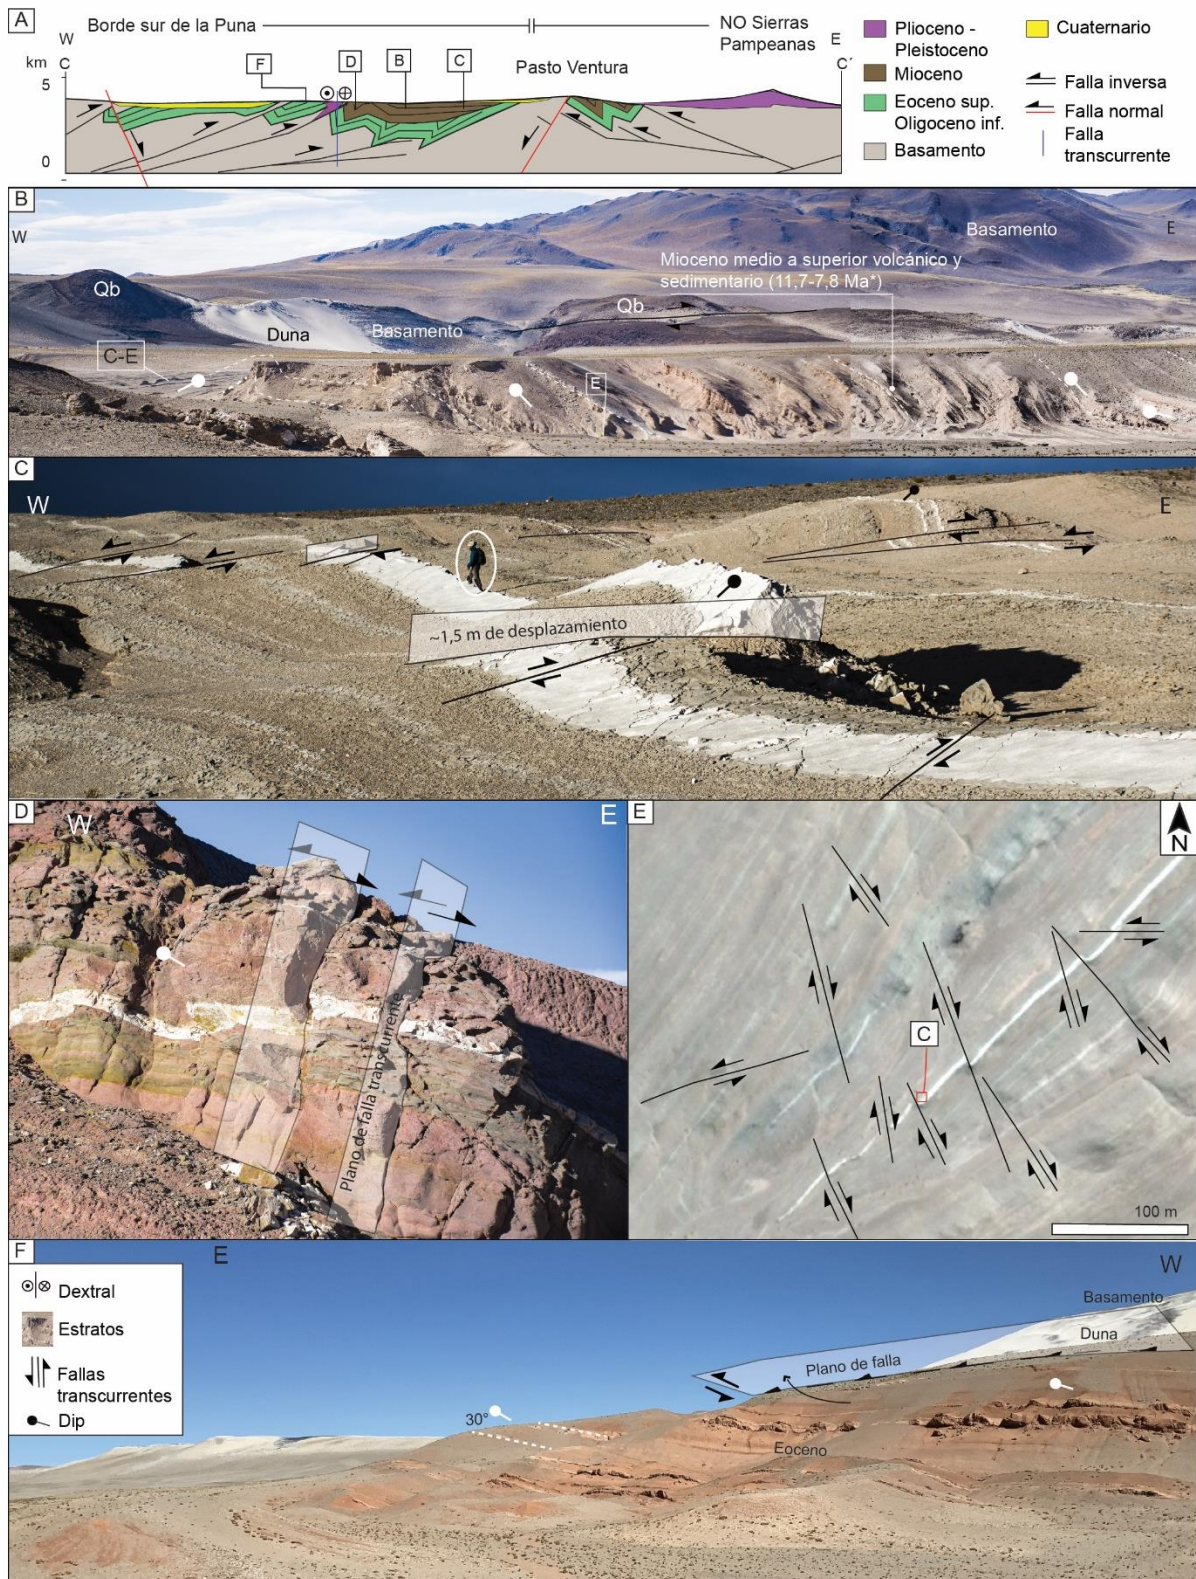 A
Borde sur de la Puna
NO Sierras
Pampeanas
W
C
E
C´
km
5
0
F
D
B
C
Pasto Ventura
Plioceno -
Pleistoceno
Mioceno
Eoceno sup.
Oligoceno inf.
Basamento
Cuaternario
Falla inversa
Falla normal
Falla
transcurrente
B
W
E
Basamento
Mioceno medio a superior volcánico y
sedimentario (11,7-7,8 Ma*)
Qb
Qb
Duna
Basamento
C-E
E
C
W
E
~1,5 m de desplazamiento
D
W
E
Plano de falla transcurrente
E
N
C
100 m
F
E
W
Dextral
Estratos
Fallas
transcurrentes
Dip
Basamento
Duna
Plano de falla
30°
Eoceno